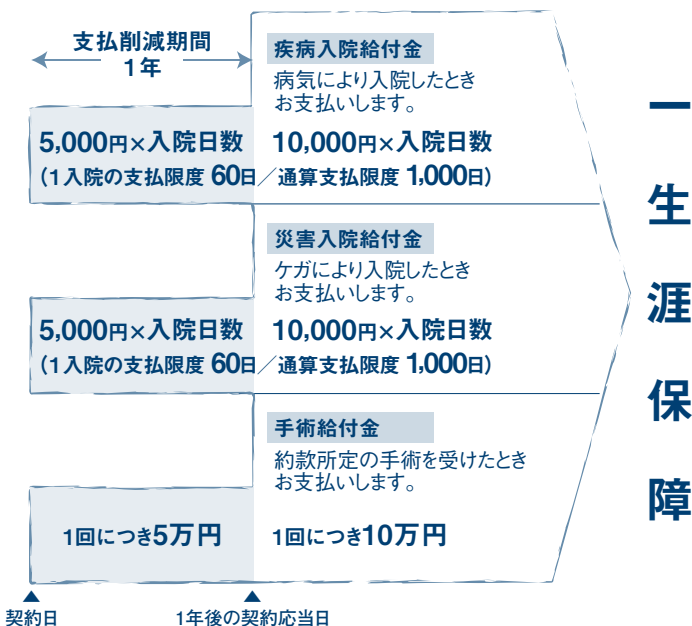 支払削減期間
1年
疾病入院給付金
病気により入院したとき
お支払いします。
5,000円×入院日数 10,000円×入院日数
(1入院の支払限度 60日/通算支払限度 1,000日)
災害入院給付金
ケガにより入院したとき
お支払いします。
5,000円×入院日数 10,000円×入院日数
(1入院の支払限度 60日/通算支払限度 1,000日)
手術給付金
約款所定の手術を受けたとき
お支払いします。
1回につき5万円 1回につき10万円
契約日 1年後の契約応当日
一生涯保障